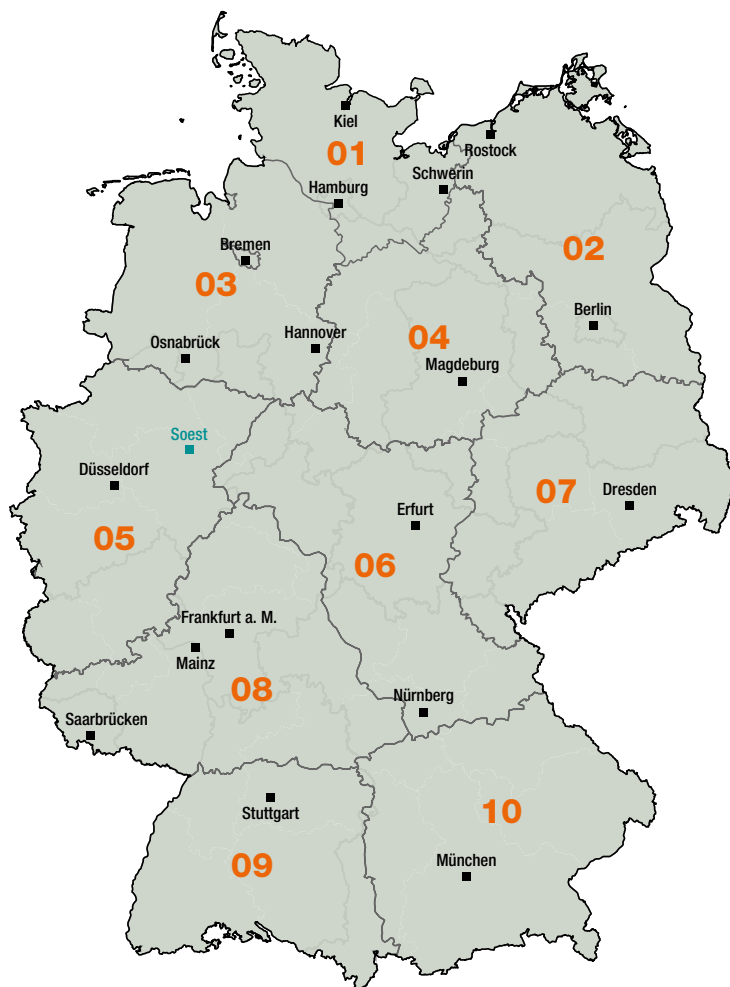 Kiel
01
Rostock
Schwerin
Hamburg
02
Bremen
03
Berlin
Hannover
04
Osnabrück
Magdeburg
Soest
Düsseldorf
07
Dresden
Erfurt
05
06
Frankfurt a. M.
Mainz
08
Nürnberg
Saarbrücken
Stuttgart
10
09
München